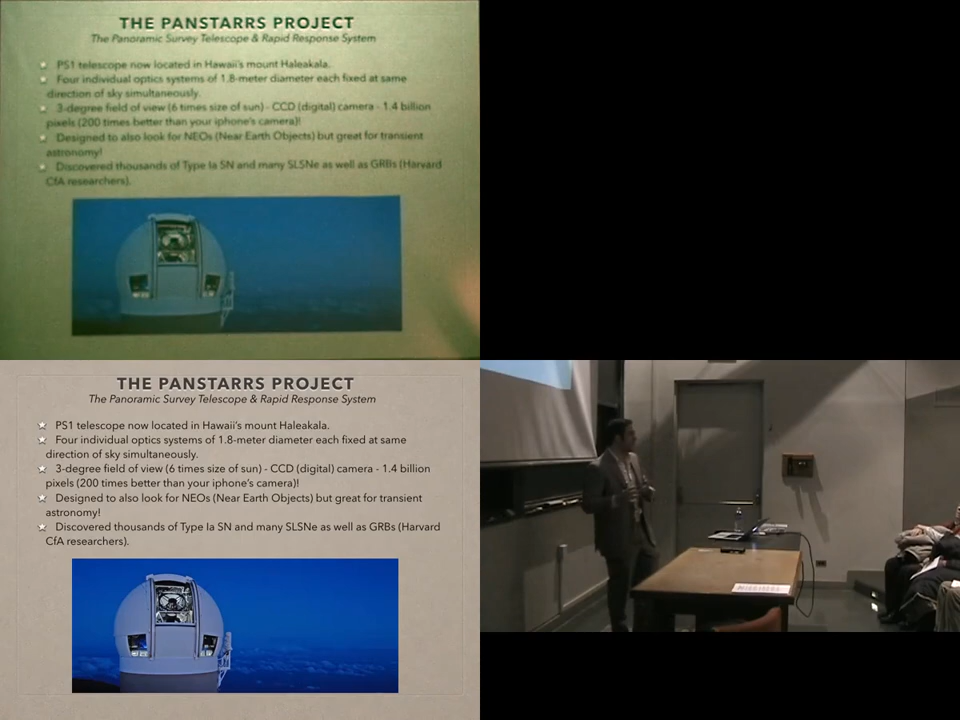 THE PANSTARRS PROJECT
The Panoramic Survey Telescope & Rapid Response System
PS1 telescope now located in Hawaii's mount Haleakala.
Four individual optics systems of 1.8-meter diameter each fixed at same
direction of sky simultaneously.
3-degree field of view (6 times size of sun) - CCD (digital) camera - 1.4 billion
pixels (200 times better than your iphone's camera)!
Designed to also look for NEOs (Near Earth Objects) but great for transient
astronomy!
Discovered thousands of Type Ia SN and many SLSNe as well as GRBs (Harvard
CfA researchers).
THE PANSTARRS PROJECT
The Panoramic Survey Telescope & Rapid Response System
PS1 telescope now located in Hawaii's mount Haleakala.
Four individual optics systems of 1.8-meter diameter each fixed at same
direction of sky simultaneously.
3-degree field of view (6 times size of sun) - CCD (digital) camera - 1.4 billion
pixels (200 times better than your iphone's camera)!
Designed to also look for NEOs (Near Earth Objects) but great for transient
astronomy!
Discovered thousands of Type Ia SN and many SLSNe as well as GRBs (Harvard
CfA researchers).